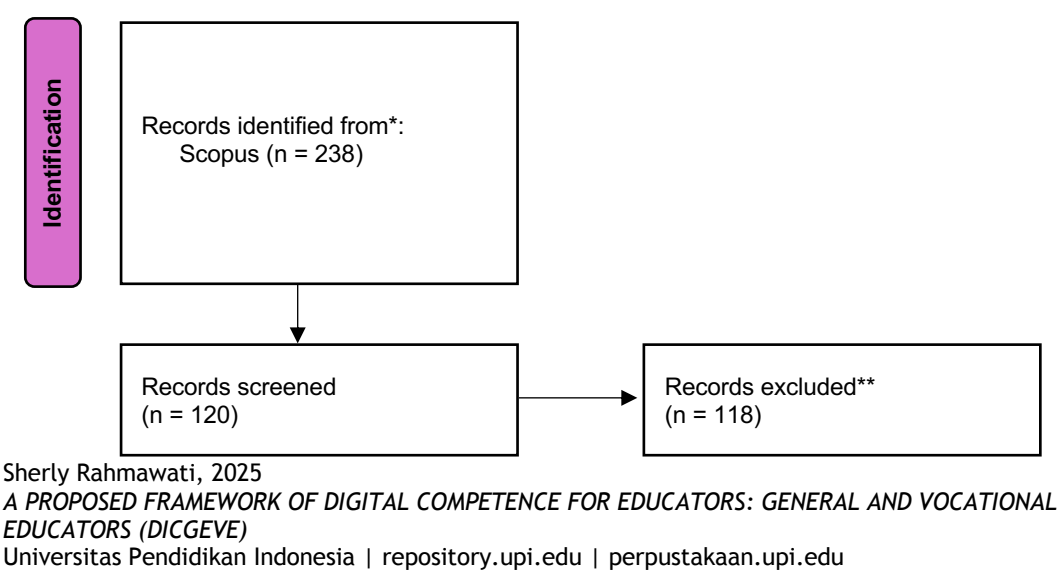 Identification
Records identified from*:
Scopus (n = 238)
Records screened
(n = 120)
Records excluded**
(n = 118)
Sherly Rahmawati, 2025
A PROPOSED FRAMEWORK OF DIGITAL COMPETENCE FOR EDUCATORS: GENERAL AND VOCATIONAL
EDUCATORS (DICGEVE)
Universitas Pendidikan Indonesia | repository.upi.edu | perpustakaan.upi.edu